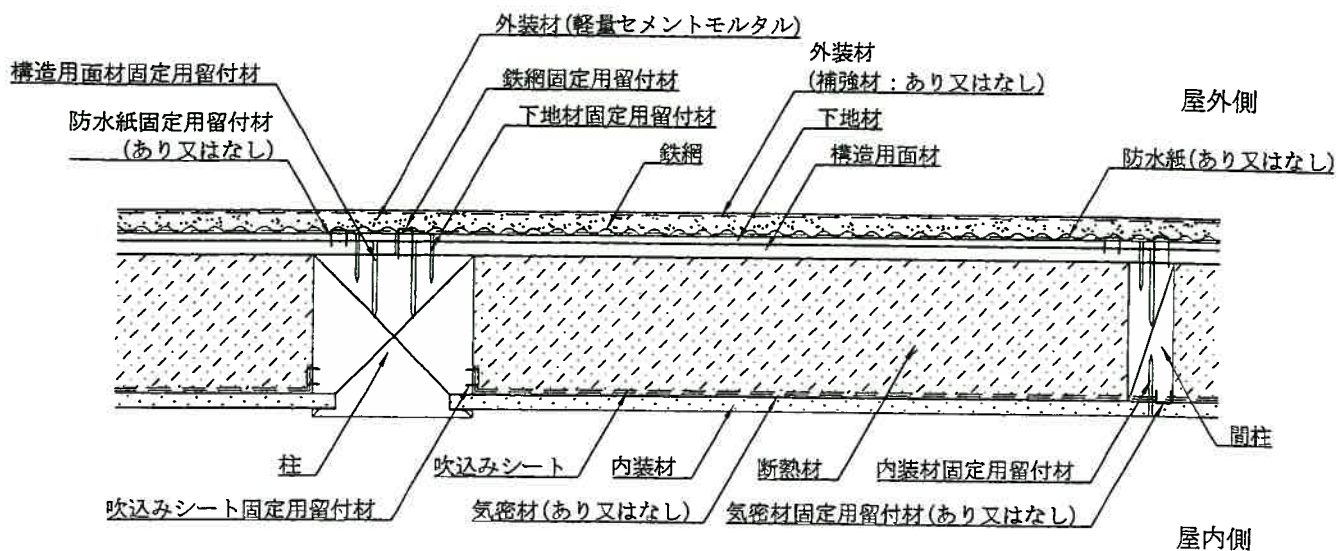 外装材(軽量セメントモルタル)
外装材
(補強材：あり又はなし)
構造用面材固定用留付材
鉄網固定用留付材
屋外側
防水紙固定用留付材
(あり又はなし)
下地材固定用留付材
下地材
鉄網
構造用面材
防水紙(あり又はなし)
柱
吹込みシート
内装材
断熱材
内装材固定用留付材
間柱
吹込みシート固定用留付材
気密材(あり又はなし)
気密材固定用留付材(あり又はなし)
屋内側